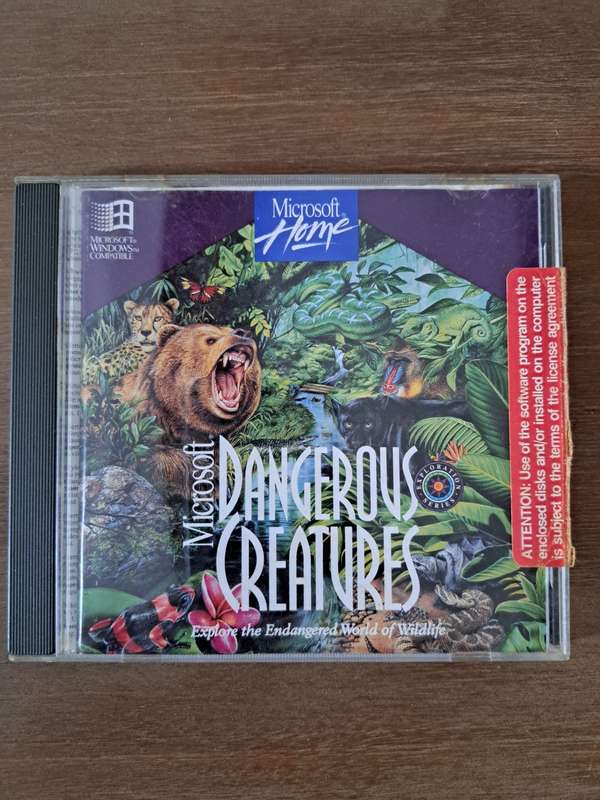 MICROSOFT®
WINDOWS™
COMPATIBLE
Microsoft®
Home™
ATTENTION: Use of the software program on the
enclosed disks and/or installed on the computer
is subject to the terms of the license agreement
Microsoft
DANGEROUS
CREATURES
EXPLORATION
SERIES
Explore the Endangered World of Wildlife